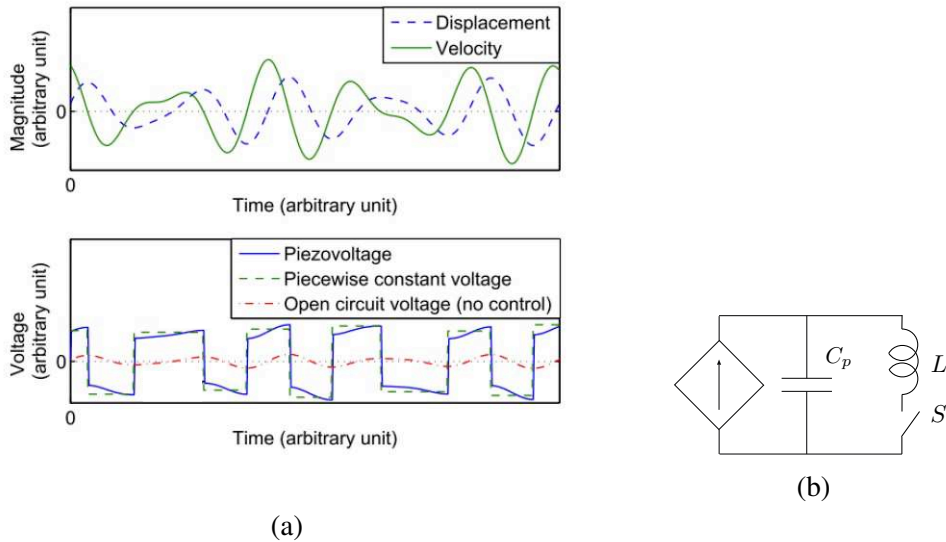 Displacement
Velocity
Magnitude
(arbitrary unit)
0
0
Time (arbitrary unit)
Piezovoltage
Piecewise constant voltage
Open circuit voltage (no control)
Voltage
(arbitrary unit)
0
0
Time (arbitrary unit)
(a)
C_p
L
S
(b)